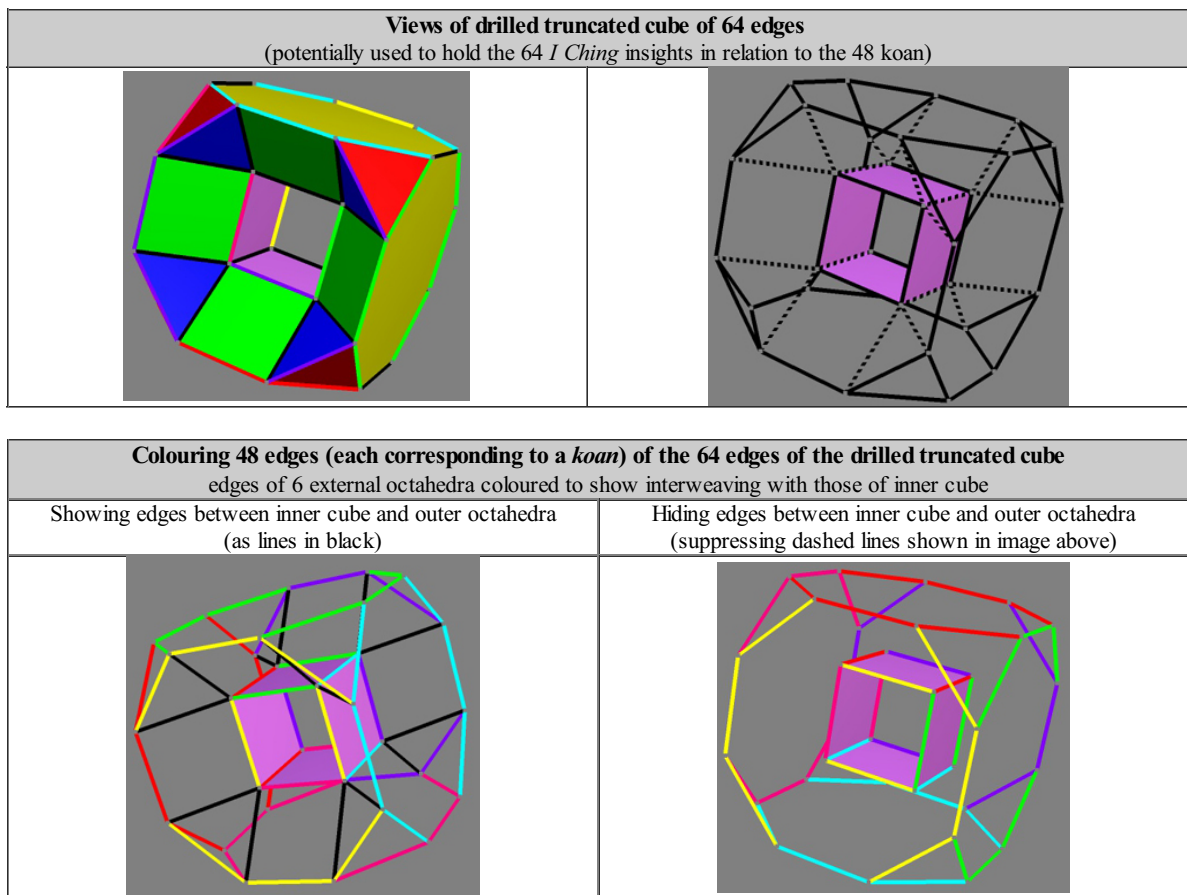 Views of drilled truncated cube of 64 edges
(potentially used to hold the 64 I Ching insights in relation to the 48 koan)
Colouring 48 edges (each corresponding to a koan) of the 64 edges of the drilled truncated cube
edges of 6 external octahedra coloured to show interweaving with those of inner cube
Showing edges between inner cube and outer octahedra
(as lines in black)
Hiding edges between inner cube and outer octahedra
(suppressing dashed lines shown in image above)